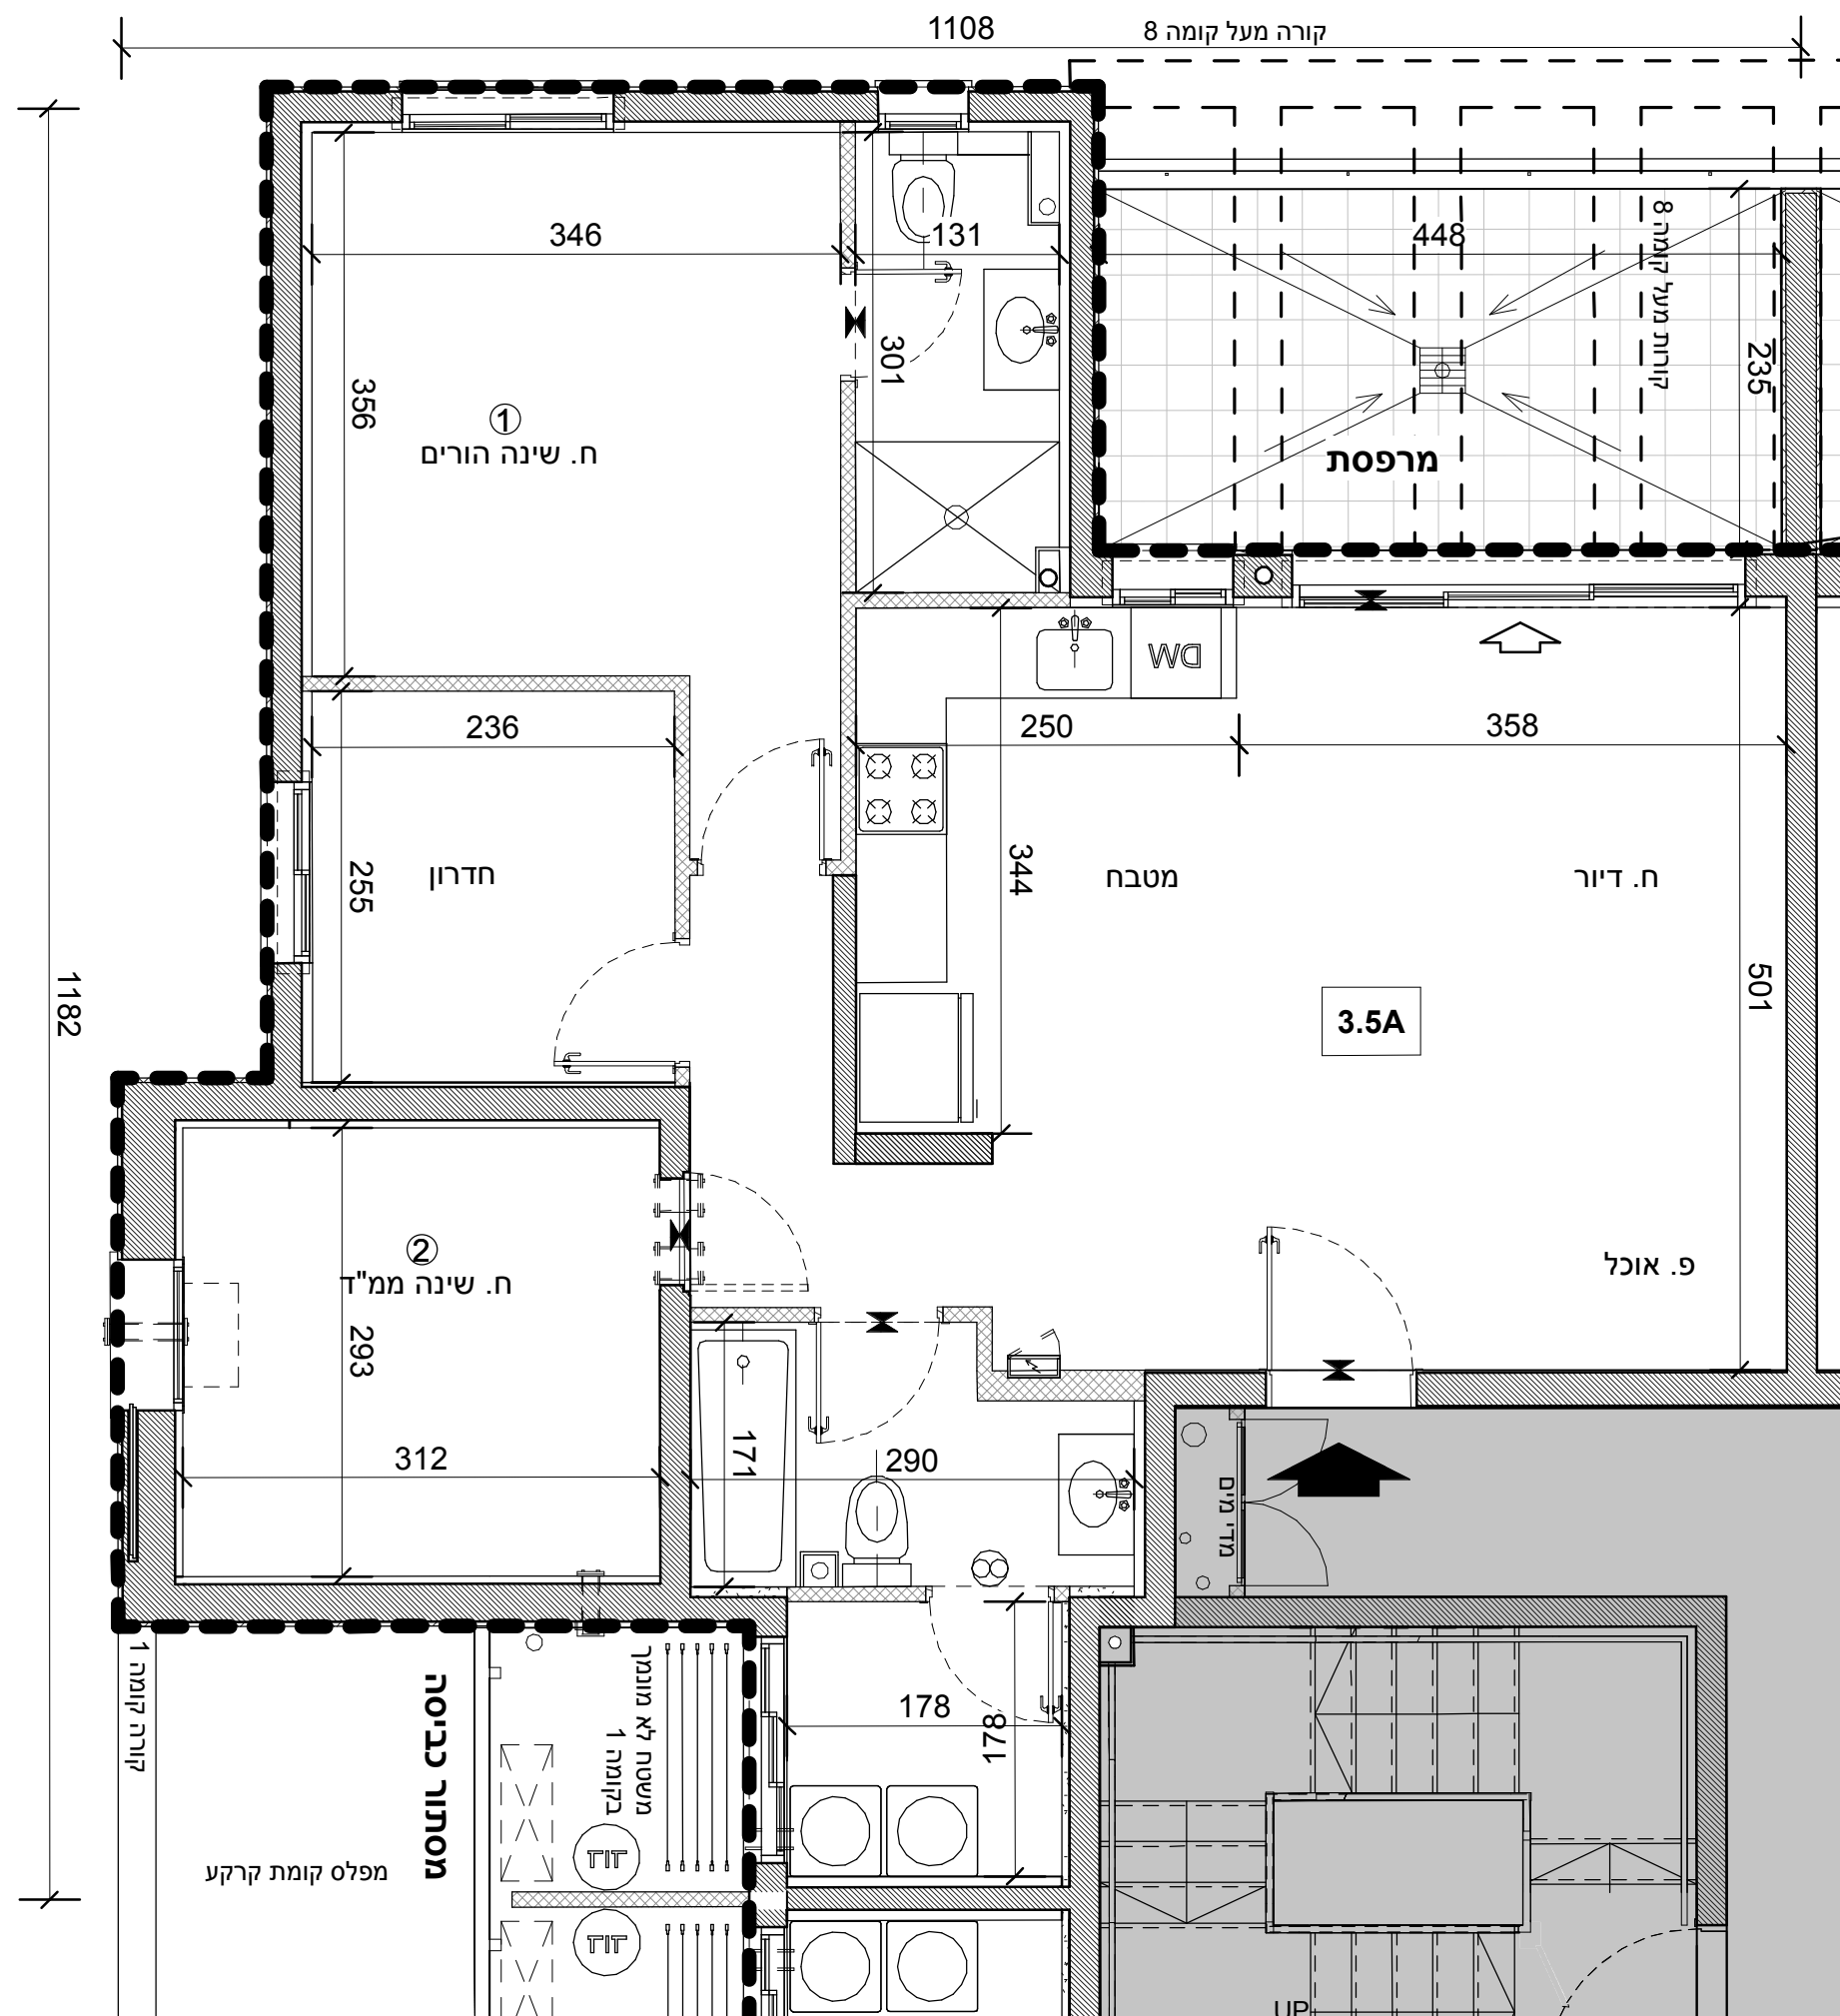 1108
קורה מעל קומה 8
346
131
448
קורות מעל קומה 8
301
356
235
1
ח. שינה הורים
מרפסת
DW
236
250
358
344
255
חדרון
מטבח
ח. דיור
1182
501
3.5A
2
ח. שינה ממ"ד
פ. אוכל
293
312
171
290
מדי מים
קורה קומה 1
מסתור כביסה
משטח לא מונמך
בקומה 1
178
178
דוד
מפלס קומת קרקע
דוד
UP